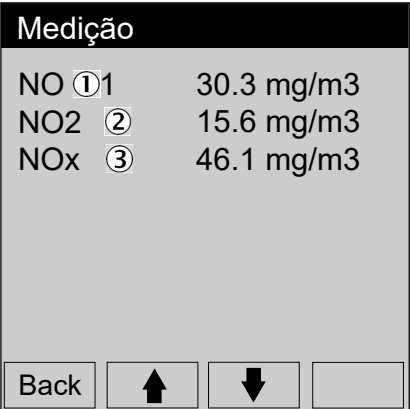 Medição
NO ①1 30.3 mg/m3
NO2 ② 15.6 mg/m3
NOx ③ 46.1 mg/m3
Back